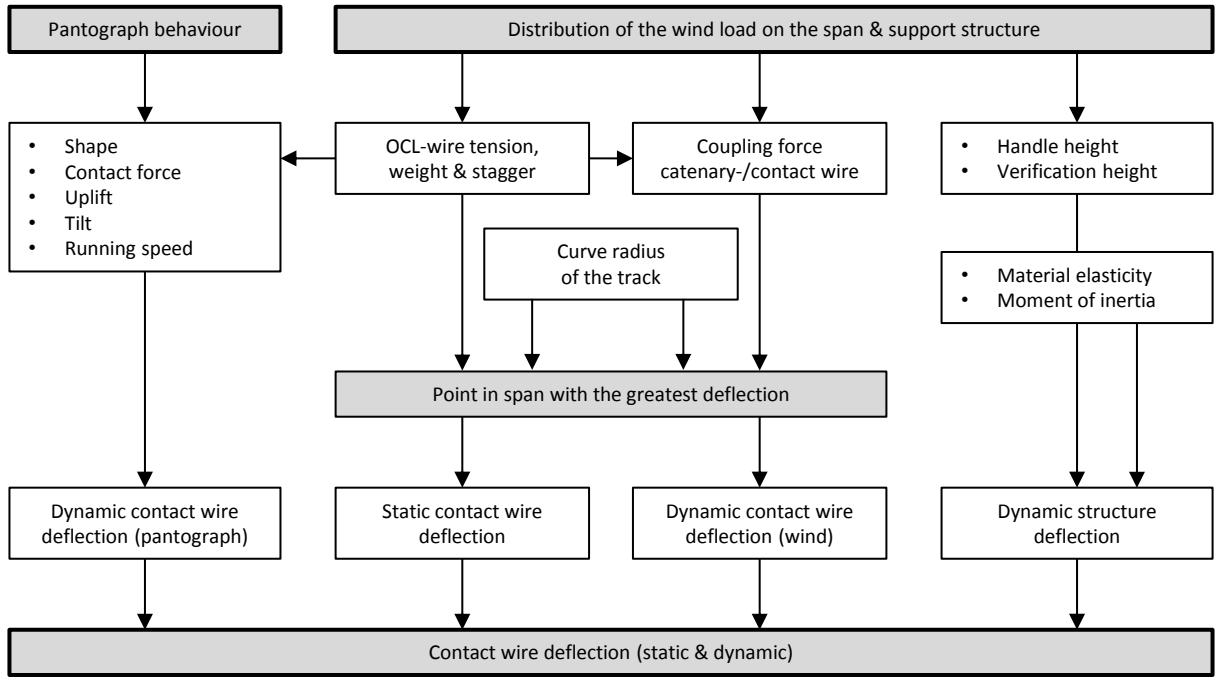 Pantograph behaviour
Distribution of the wind load on the span & support structure
• Shape
• Contact force
• Uplift
• Tilt
• Running speed
OCL-wire tension,
weight & stagger
Coupling force
catenary-/contact wire
• Handle height
• Verification height
Curve radius
of the track
• Material elasticity
• Moment of inertia
Point in span with the greatest deflection
Dynamic contact wire
deflection (pantograph)
Static contact wire
deflection
Dynamic contact wire
deflection (wind)
Dynamic structure
deflection
Contact wire deflection (static & dynamic)